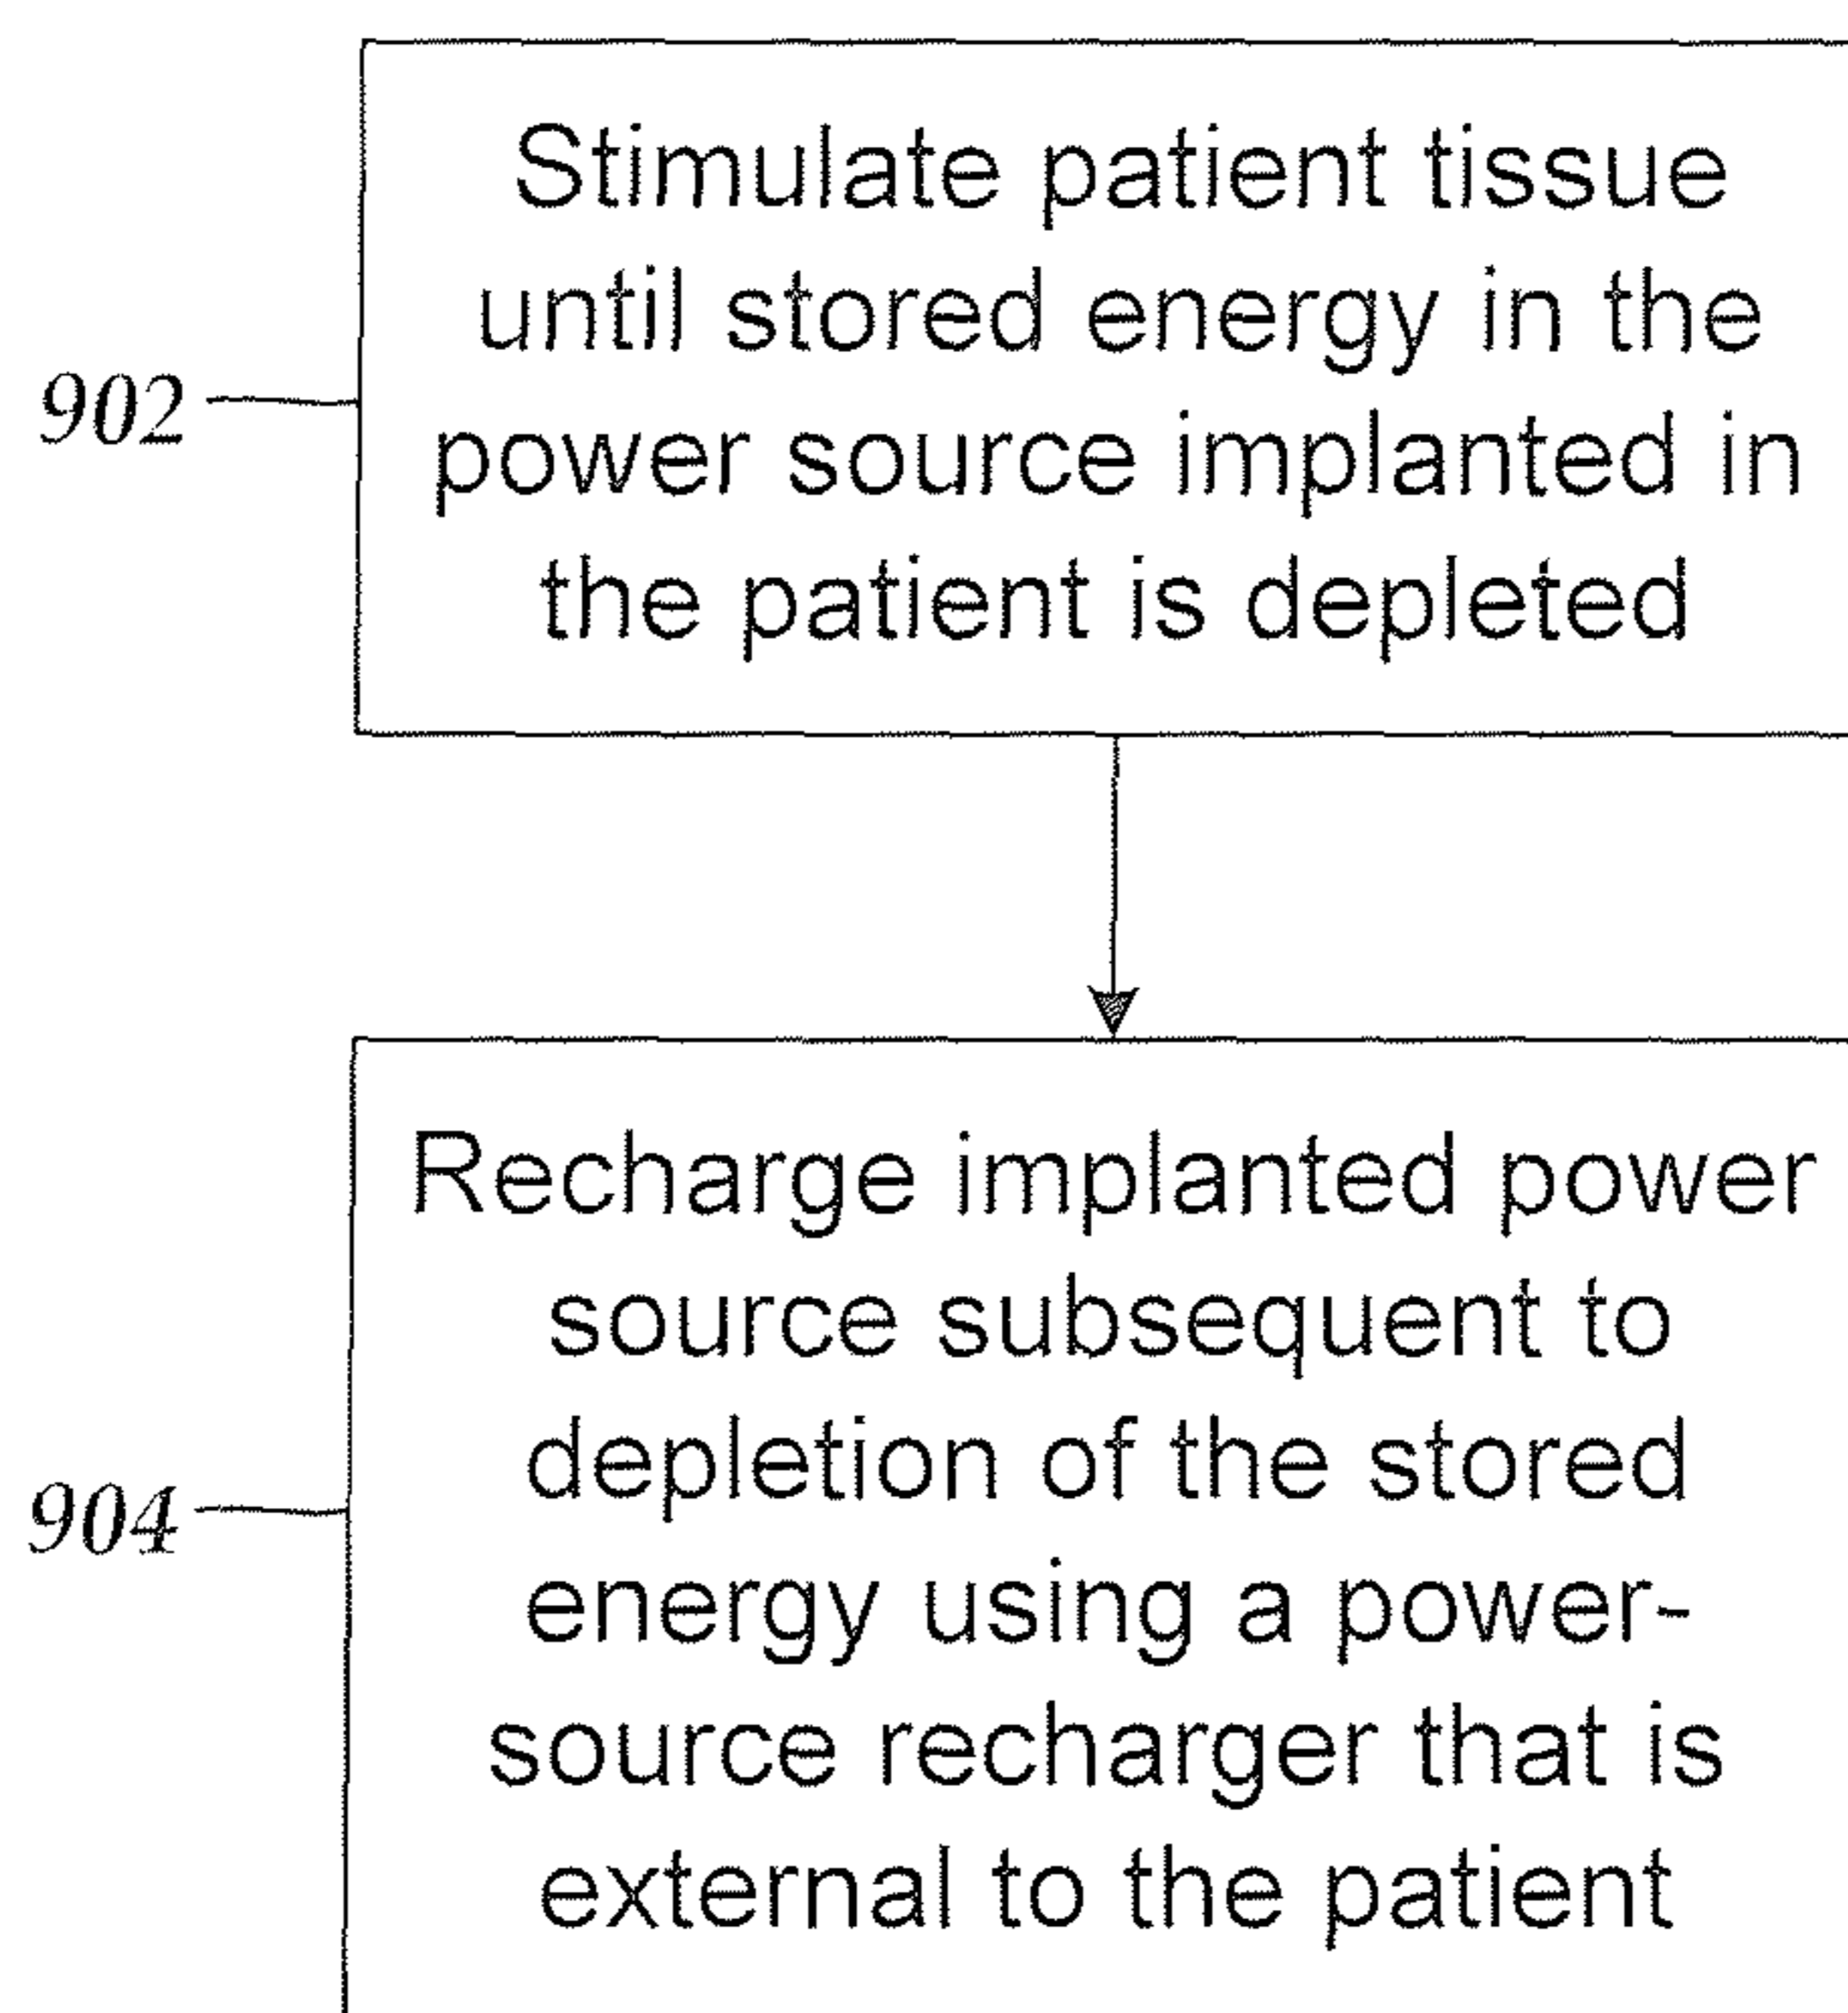 Stimulate patient tissue
until stored energy in the
902
power source implanted in
the patient is depleted
Recharge implanted power
source subsequent to
depletion of the stored
904
energy using a power-
source recharger that is
external to the patient